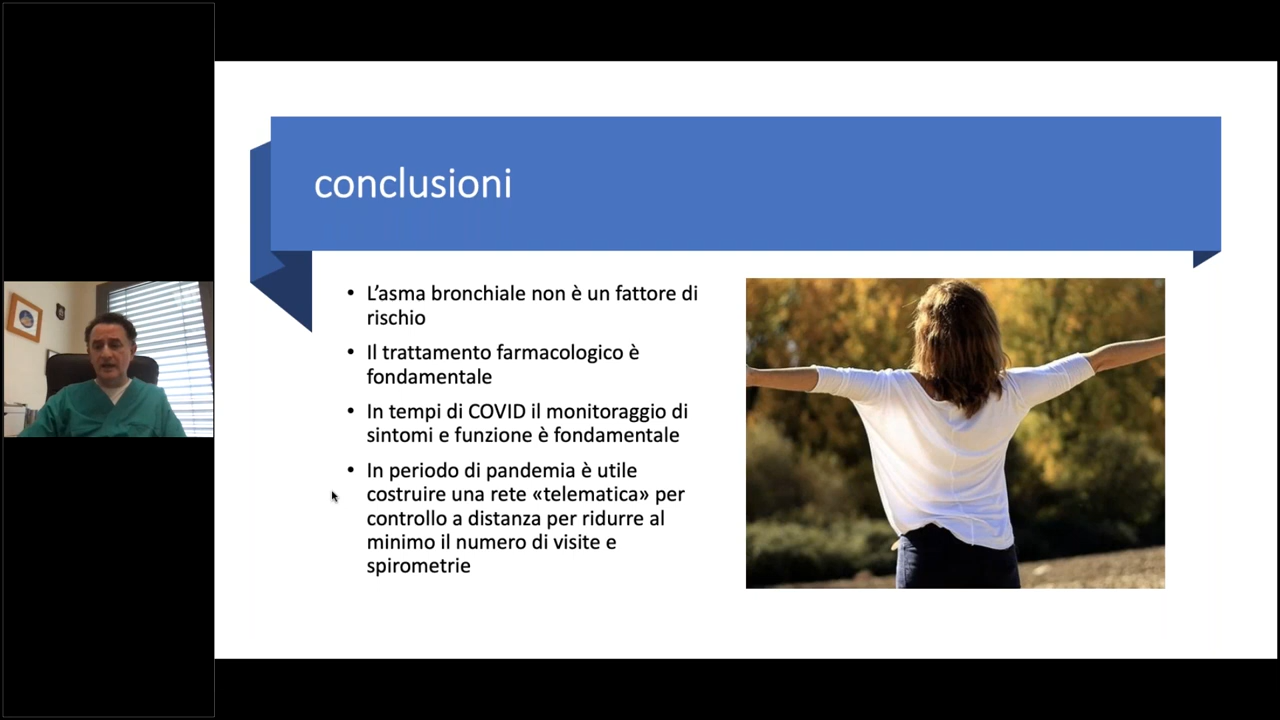 conclusioni
• L’asma bronchiale non è un fattore di
rischio
• Il trattamento farmacologico è
fondamentale
• In tempi di COVID il monitoraggio di
sintomi e funzione è fondamentale
• In periodo di pandemia è utile
costruire una rete «telematica» per
controllo a distanza per ridurre al
minimo il numero di visite e
spirometrie